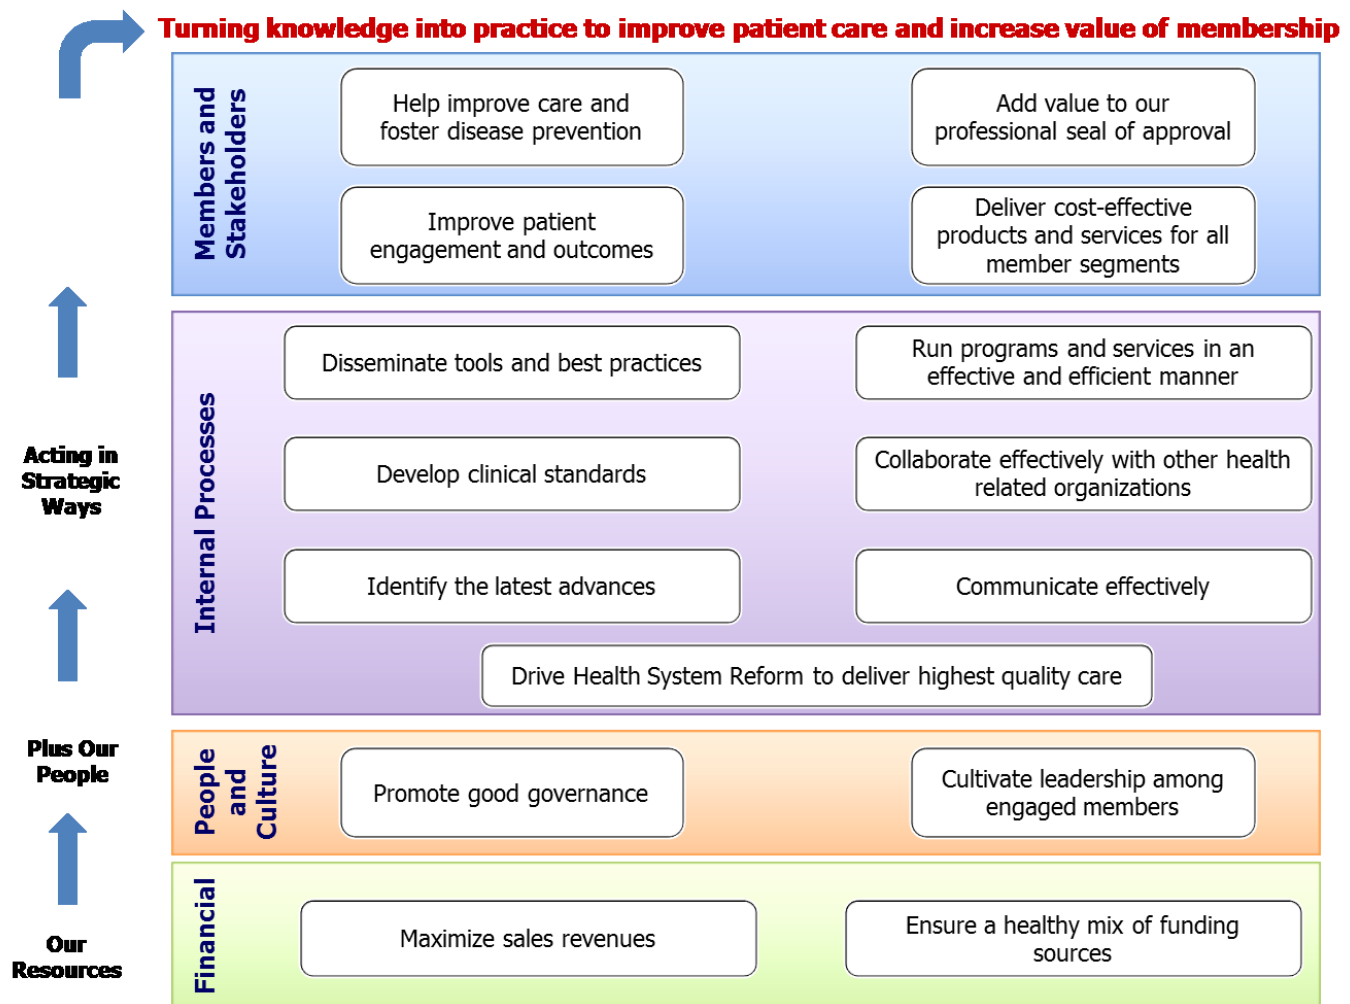 Turning knowledge into practice to improve patient care and increase value of membership
Members and
Stakeholders
Help improve care and
foster disease prevention
Add value to our
professional seal of approval
Improve patient
engagement and outcomes
Deliver cost-effective
products and services for all
member segments
Acting in
Strategic
Ways
Internal Processes
Disseminate tools and best practices
Run programs and services in an
effective and efficient manner
Develop clinical standards
Collaborate effectively with other health
related organizations
Identify the latest advances
Communicate effectively
Drive Health System Reform to deliver highest quality care
Plus Our
People
People
and
Culture
Promote good governance
Cultivate leadership among
engaged members
Our
Resources
Financial
Maximize sales revenues
Ensure a healthy mix of funding
sources